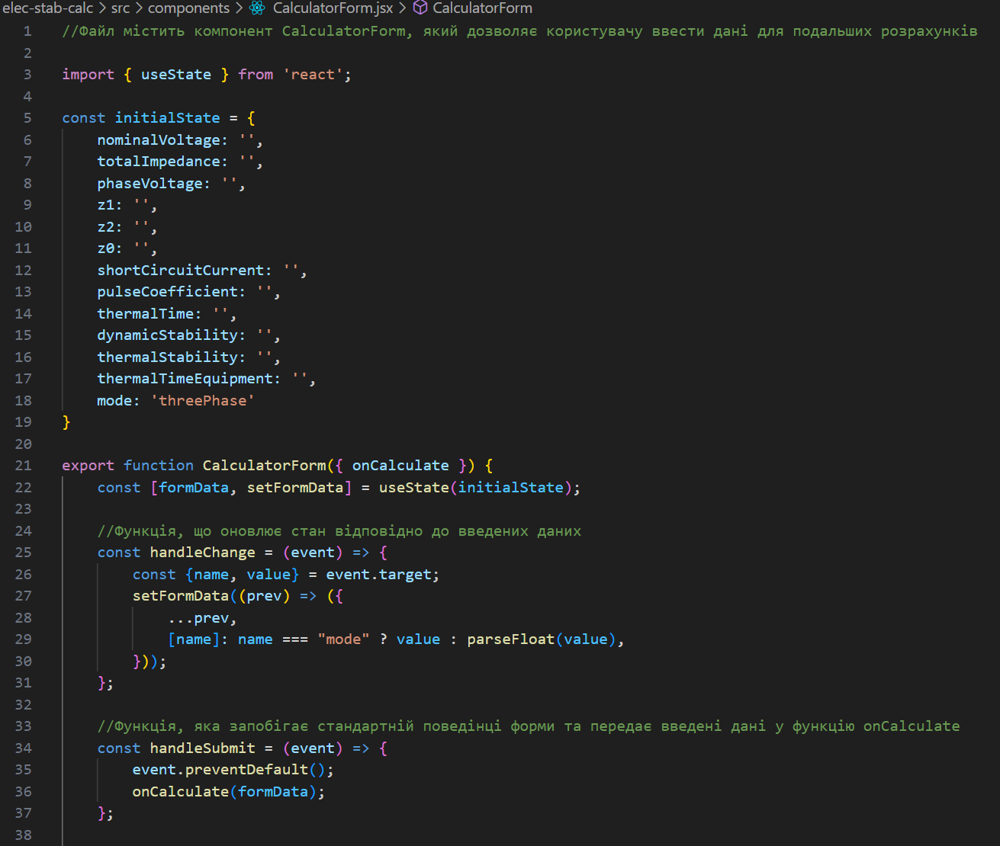 elec-stab-calc > src > components > CalculatorForm.jsx > CalculatorForm
1 //Файл містить компонент CalculatorForm, який дозволяє користувачу ввести дані для подальших розрахунків
2
3 import { useState } from 'react';
4
5 const initialState = {
6 nominalVoltage: '',
7 totalImpedance: '',
8 phaseVoltage: '',
9 z1: '',
10 z2: '',
11 z0: '',
12 shortCircuitCurrent: '',
13 pulseCoefficient: '',
14 thermalTime: '',
15 dynamicStability: '',
16 thermalStability: '',
17 thermalTimeEquipment: '',
18 mode: 'threePhase'
19 }
20
21 export function CalculatorForm({ onCalculate }) {
22 const [formData, setFormData] = useState(initialState);
23
24 //Функція, що оновлює стан відповідно до введених даних
25 const handleChange = (event) => {
26 const {name, value} = event.target;
27 setFormData((prev) => ({
28 ...prev,
29 [name]: name === "mode" ? value : parseFloat(value),
30 }));
31 };
32
33 //Функція, яка запобігає стандартній поведінці форми та передає введені дані у функцію onCalculate
34 const handleSubmit = (event) => {
35 event.preventDefault();
36 onCalculate(formData);
37 };
38